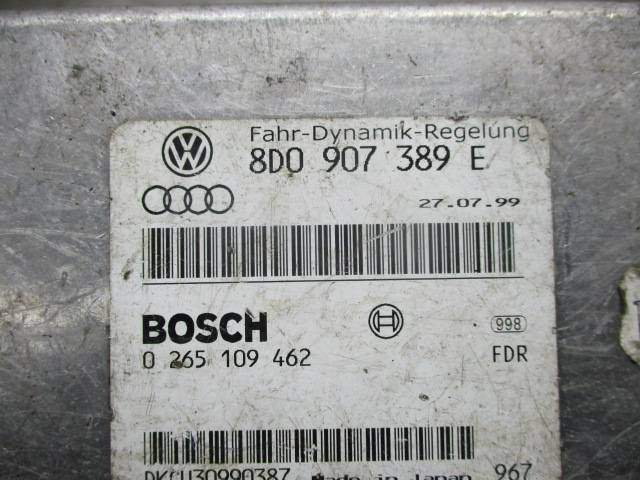 Fahr-Dynamik-Regelung
8D0 907 389 E
27.07.99
BOSCH
0 265 109 462
998
FDR
Made in Japan 967